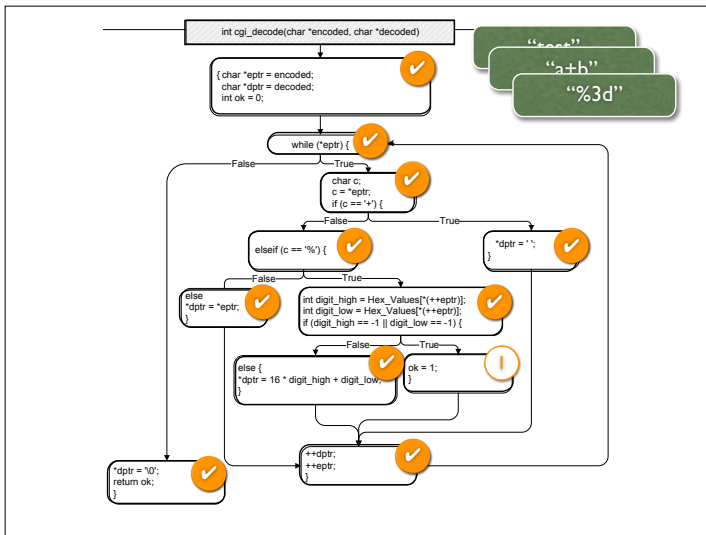 int cgi_decode(char *encoded, char *decoded)
“test”
“a+b”
“%3d”
{ char *eptr = encoded;
char *dptr = decoded;
int ok = 0;
while (*eptr) {
False
True
char c;
c = *eptr;
if (c == '+') {
False
True
elseif (c == '%') {
*dptr = ' ';
}
False
True
else
*dptr = *eptr;
}
int digit_high = Hex_Values[*(++eptr)];
int digit_low = Hex_Values[*(++eptr)];
if (digit_high == -1 || digit_low == -1) {
False
True
else {
*dptr = 16 * digit_high + digit_low;
}
ok = 1;
}
I
++dptr;
++eptr;
}
*dptr = '\0';
return ok;
}